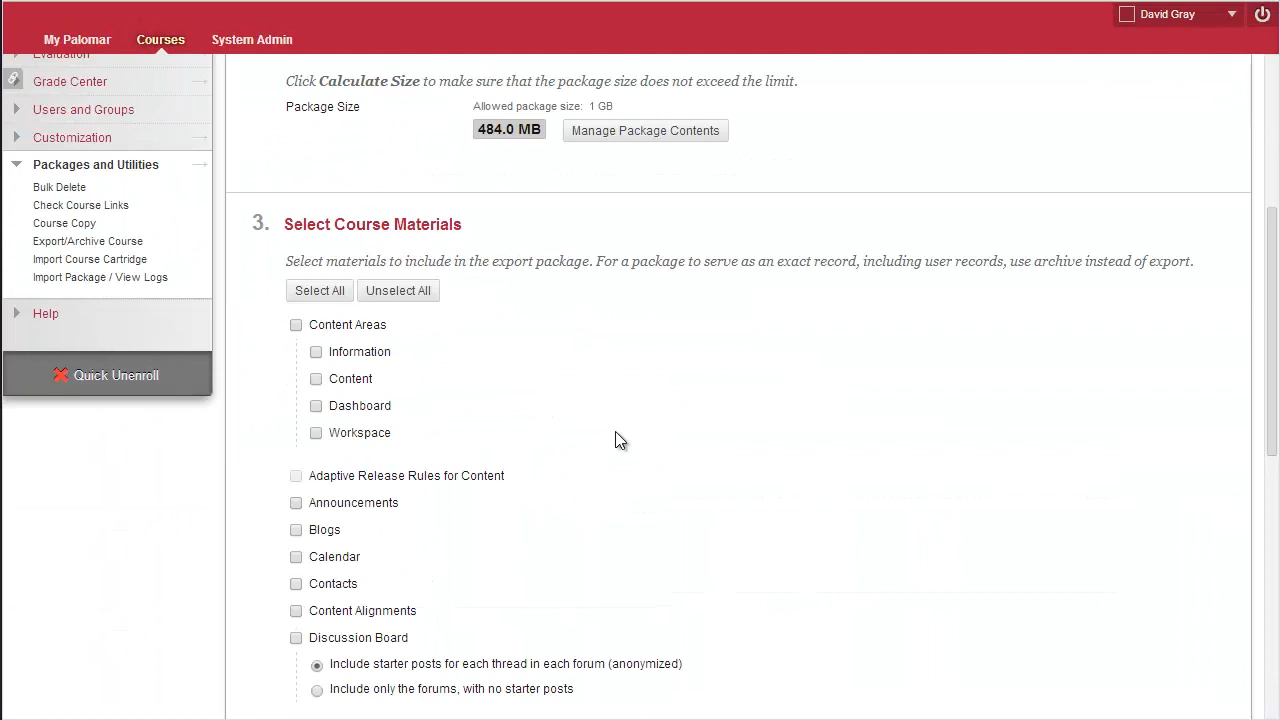 David Gray
My Palomar Courses System Admin
Evaluation
Grade Center
Users and Groups
Customization
Packages and Utilities
Bulk Delete
Check Course Links
Course Copy
Export/Archive Course
Import Course Cartridge
Import Package / View Logs
Help
Quick Unenroll
Click Calculate Size to make sure that the package size does not exceed the limit.
Package Size
Allowed package size: 1 GB
484.0 MB Manage Package Contents
3. Select Course Materials
Select materials to include in the export package. For a package to serve as an exact record, including user records, use archive instead of export.
Select All Unselect All
Content Areas
Information
Content
Dashboard
Workspace
Adaptive Release Rules for Content
Announcements
Blogs
Calendar
Contacts
Content Alignments
Discussion Board
Include starter posts for each thread in each forum (anonymized)
Include only the forums, with no starter posts